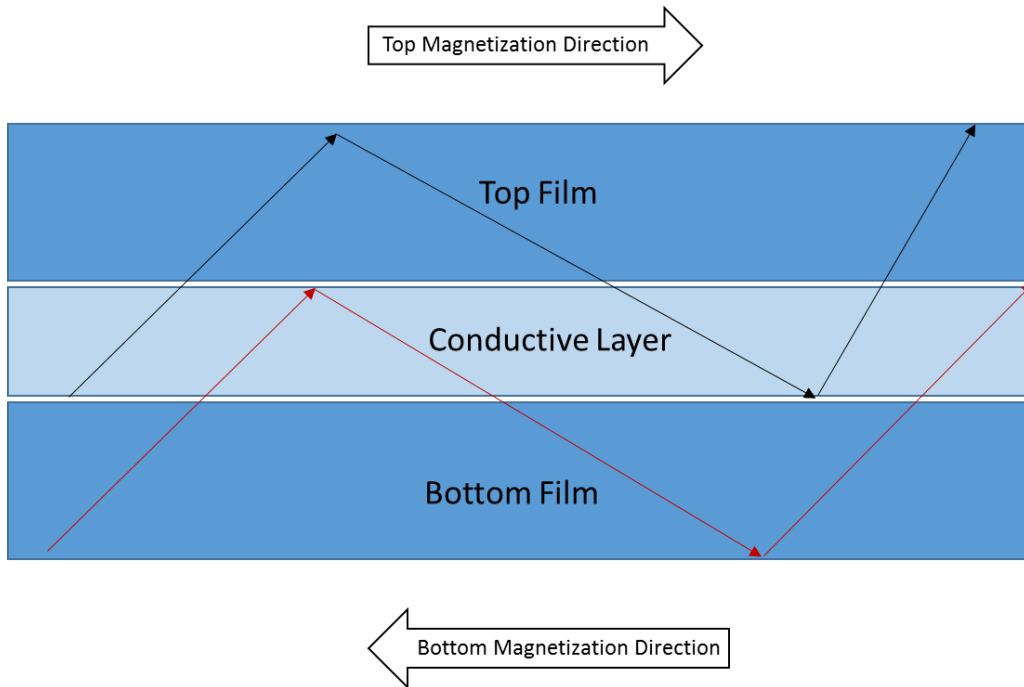 Top Magnetization Direction
Top Film
Conductive Layer
Bottom Film
Bottom Magnetization Direction